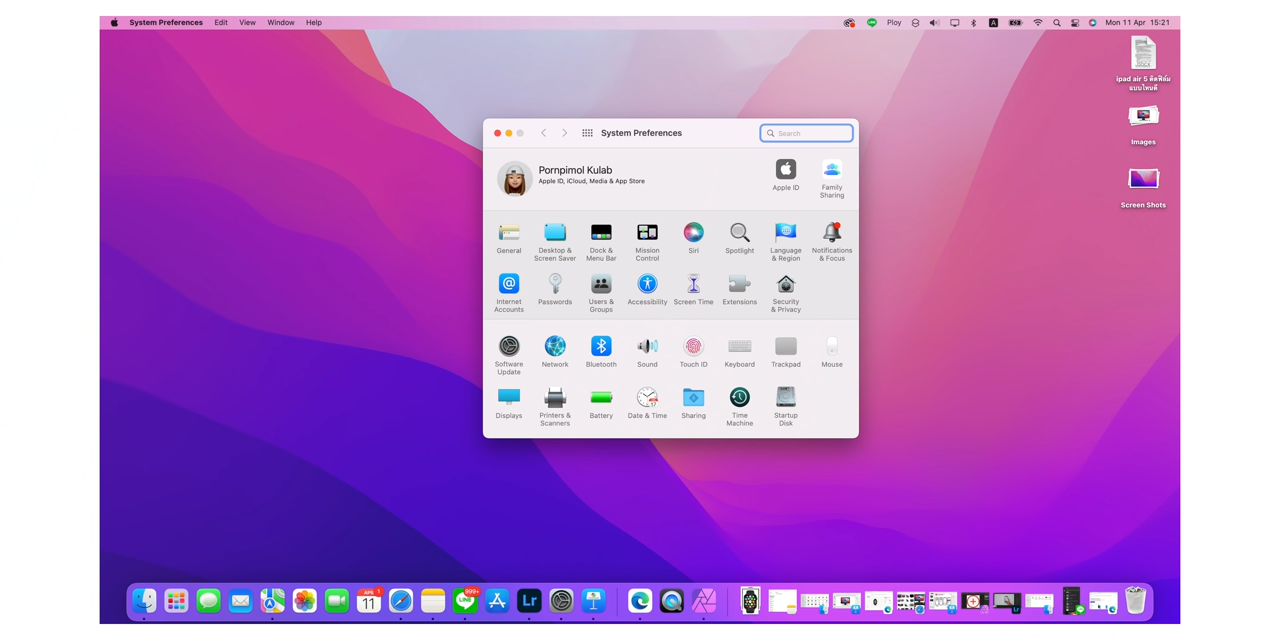 System Preferences Edit View Window Help Ploy A Mon 11 Apr 15:21
ipad air 5 ติดฟิล์ม
แบบไหนดี
Images
Screen Shots
System Preferences
Search
Pornpimol Kulab
Apple ID, iCloud, Media & App Store
Apple ID
Family
Sharing
General
Desktop &
Screen Saver
Dock &
Menu Bar
Mission
Control
Siri
Spotlight
Language
& Region
Notifications
& Focus
Internet
Accounts
Passwords
Users &
Groups
Accessibility
Screen Time
Extensions
Security
& Privacy
Software
Update
Network
Bluetooth
Sound
Touch ID
Keyboard
Trackpad
Mouse
Displays
Printers &
Scanners
Battery
Date & Time
Sharing
Time
Machine
Startup
Disk
APR
11
1
LINE
999+
Lr